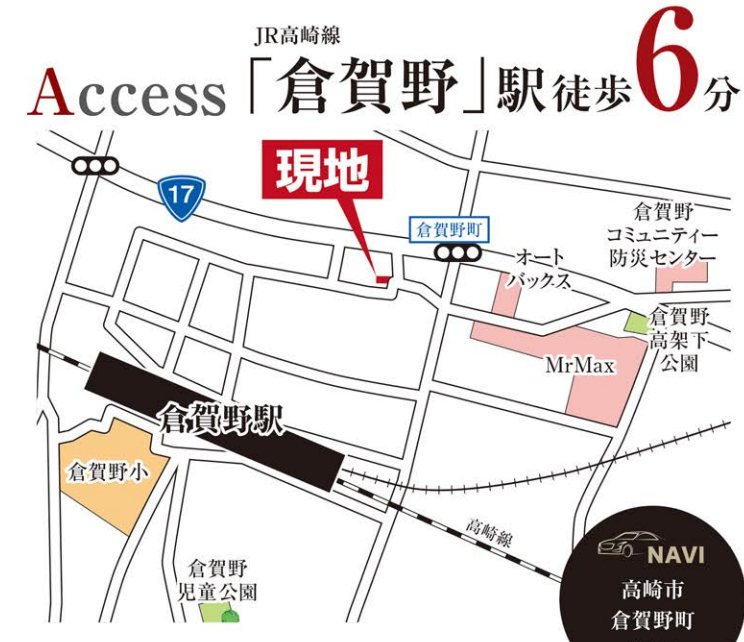 JR高崎線
Access 「倉賀野」駅徒歩6分
現地
17
倉賀野町
倉賀野
コミュニティー
防災センター
オート
バックス
倉賀野
高架下
公園
MrMax
倉賀野駅
倉賀野小
高崎線
倉賀野
児童公園
NAVI
高崎市
倉賀野町